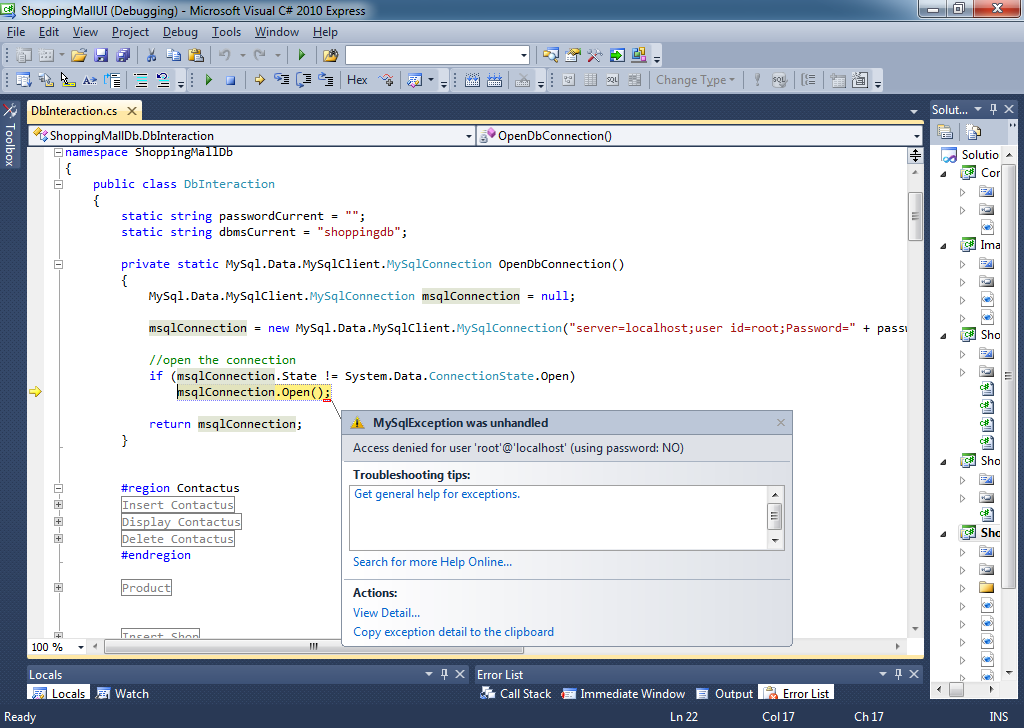 ShoppingMallUI (Debugging) - Microsoft Visual C# 2010 Express
File Edit View Project Debug Tools Window Help
Hex Change Type
Toolbox
DbInteraction.cs
Solut...
ShoppingMallDb.DbInteraction OpenDbConnection()
namespace ShoppingMallDb
{
public class DbInteraction
{
static string passwordCurrent = "";
static string dbmsCurrent = "shoppingdb";
private static MySql.Data.MySqlClient.MySqlConnection OpenDbConnection()
{
MySql.Data.MySqlClient.MySqlConnection msqlConnection = null;
msqlConnection = new MySql.Data.MySqlClient.MySqlConnection("server=localhost;user id=root;Password=" + passw
//open the connection
if (msqlConnection.State != System.Data.ConnectionState.Open)
msqlConnection.Open();
return msqlConnection;
}
#region Contactus
Insert Contactus
Display Contactus
Delete Contactus
#endregion
Product
Insert Shop
100 %
MySqlException was unhandled
Access denied for user 'root'@'localhost' (using password: NO)
Troubleshooting tips:
Get general help for exceptions.
Search for more Help Online...
Actions:
View Detail...
Copy exception detail to the clipboard
Solutio
Cor
Ima
Sho
Sho
Sho
Locals
Error List
Locals Watch
Call Stack Immediate Window Output Error List
Ready Ln 22 Col 17 Ch 17 INS